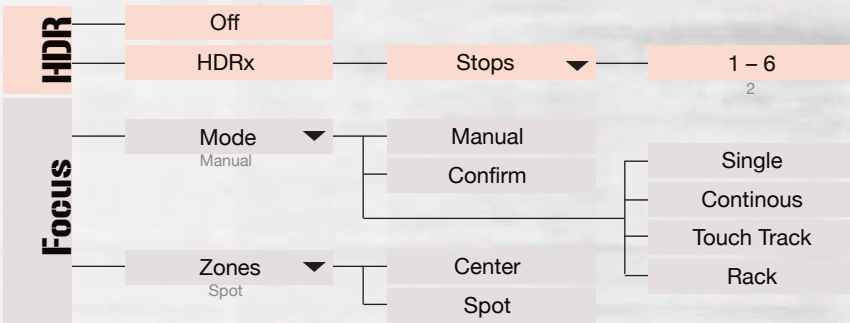 HDR
Off
HDRx
Stops
1 – 6
2
Focus
Mode
Manual
Manual
Confirm
Single
Continous
Touch Track
Rack
Zones
Spot
Center
Spot